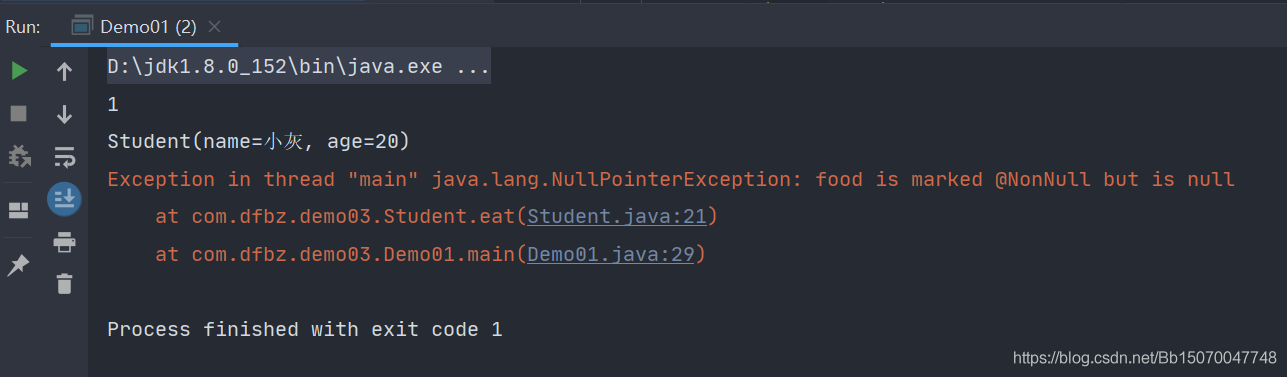 Run: Demo01 (2)
D:\jdk1.8.0_152\bin\java.exe ...
1
Student(name=小灰, age=20)
Exception in thread "main" java.lang.NullPointerException: food is marked @NonNull but is null
at com.dfbz.demo03.Student.eat(Student.java:21)
at com.dfbz.demo03.Demo01.main(Demo01.java:29)
Process finished with exit code 1
https://blog.csdn.net/Bb15070047748